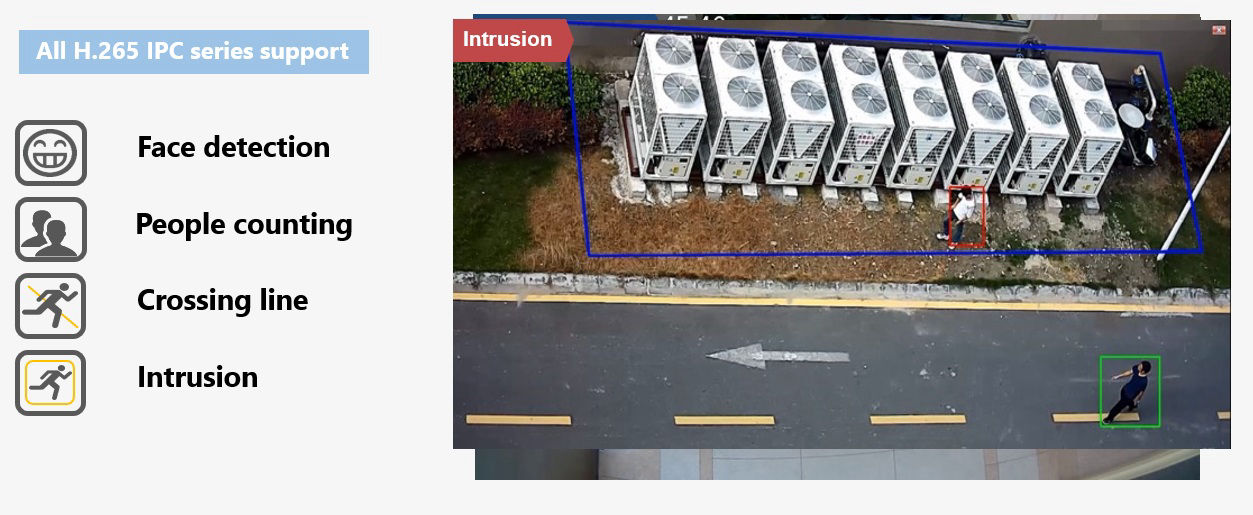 All H.265 IPC series support
Face detection
People counting
Crossing line
Intrusion
Intrusion